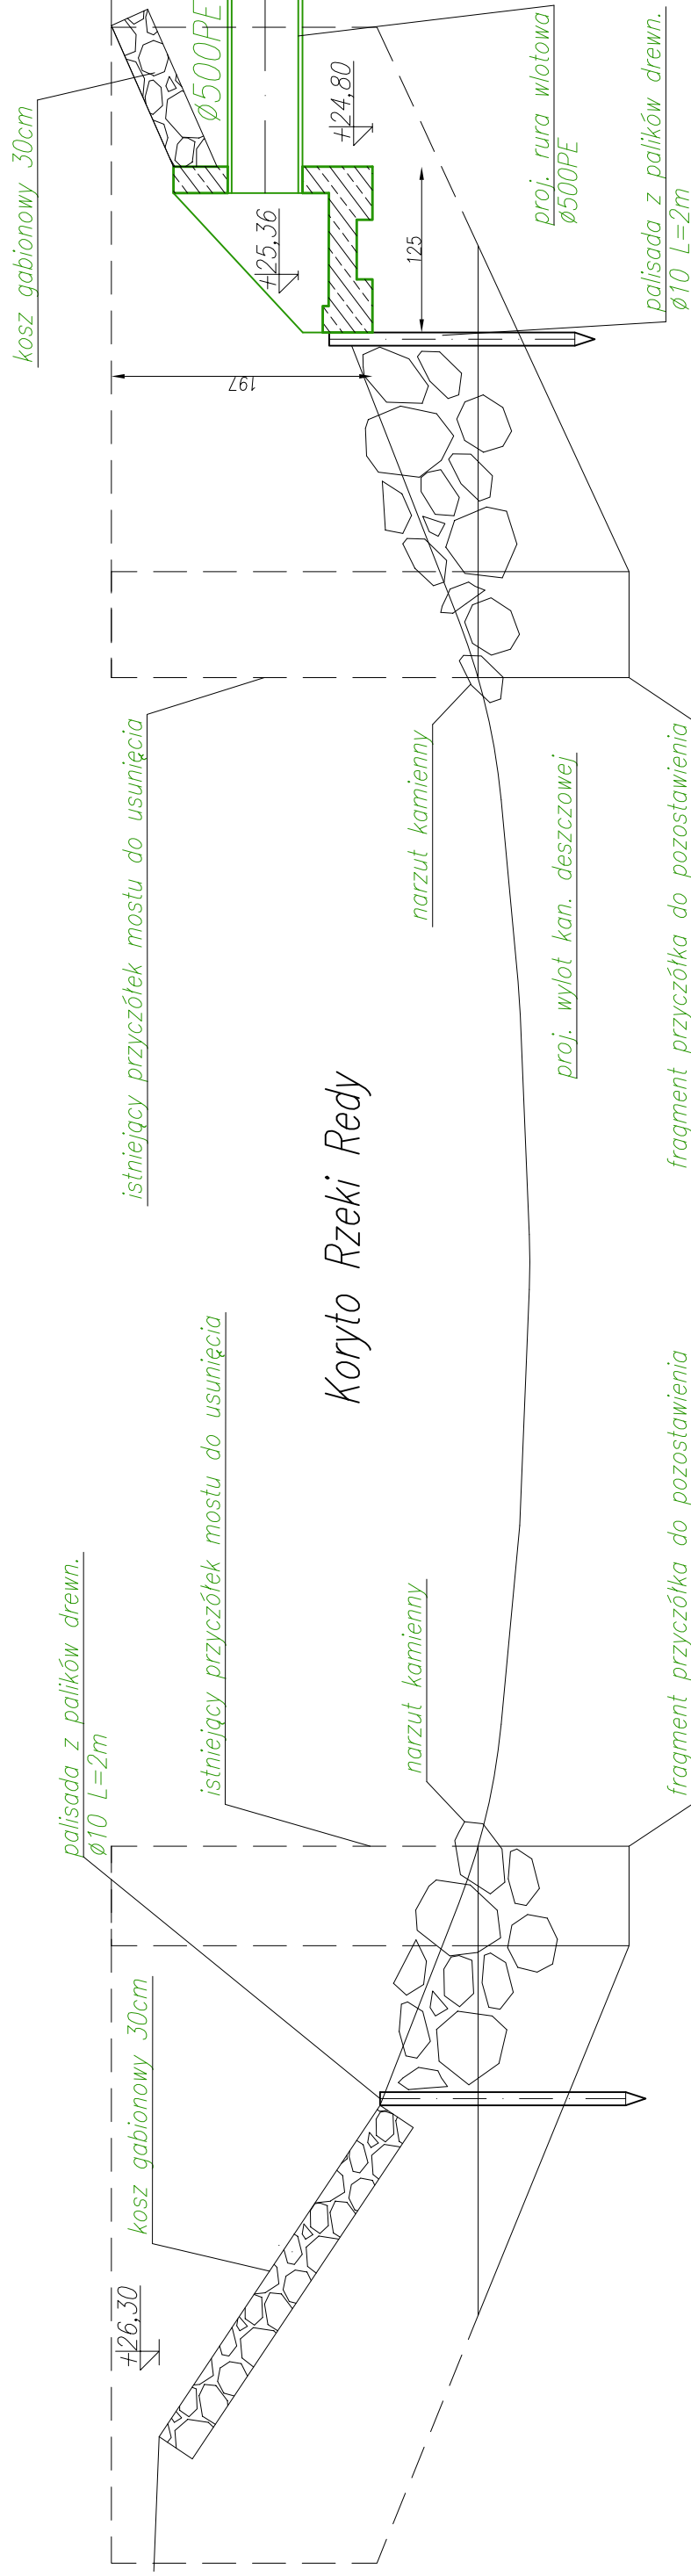 kosz gabionowy 30cm
ø500PE
+24,80
+25,36
proj. rura wlotowa
ø500PE
palisada z palików drewn.
ø10 L=2m
125
197
istniejący przyczółek mostu do usunięcia
narzut kamienny
proj. wylot kan. deszczowej
fragment przyczółka do pozostawienia
Koryto Rzeki Redy
istniejący przyczółek mostu do usunięcia
palisada z palików drewn.
ø10 L=2m
narzut kamienny
fragment przyczółka do pozostawienia
kosz gabionowy 30cm
+26,30